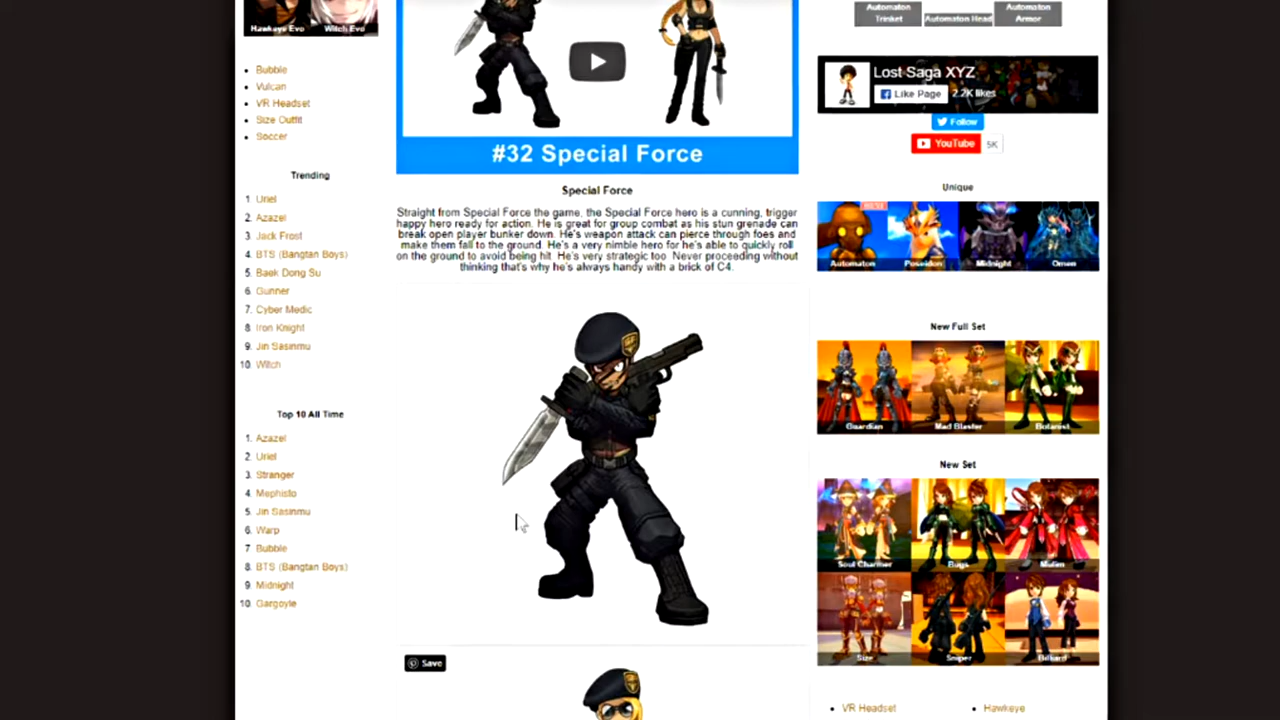 Hawkeye Evo
Witch Evo
Bubble
Vulcan
VR Headset
Size Outfit
Soccer
Trending
1. Uriel
2. Azazel
3. Jack Frost
4. BTS (Bangtan Boys)
5. Baek Dong Su
6. Gunner
7. Cyber Medic
8. Iron Knight
9. Jin Sasinmu
10. Witch
Top 10 All Time
1. Azazel
2. Uriel
3. Stranger
4. Mephisto
5. Jin Sasinmu
6. Warp
7. Bubble
8. BTS (Bangtan Boys)
9. Midnight
10. Gargoyle
#32 Special Force
Special Force
Straight from Special Force the game, the Special Force hero is a cunning, trigger
happy hero ready for action. He is great for group combat as his stun grenade can
break open player bunker down. He's weapon attack can pierce through foes and
make them fall to the ground. He's a very nimble hero for he's able to quickly roll
on the ground to avoid being hit. He's very strategic too. Never proceeding without
thinking that's why he's always handy with a brick of C4.
Save
Automaton
Trinket
Automaton Head
Automaton
Armor
Lost Saga XYZ
Like Page
2.2K likes
Follow
YouTube
5K
Unique
Automaton
Poseidon
Midnight
Omen
New Full Set
Guardian
Mad Blaster
Botanist
New Set
Soul Charmer
Bugs
Mulim
Size
Sniper
Billiard
VR Headset
Hawkeye